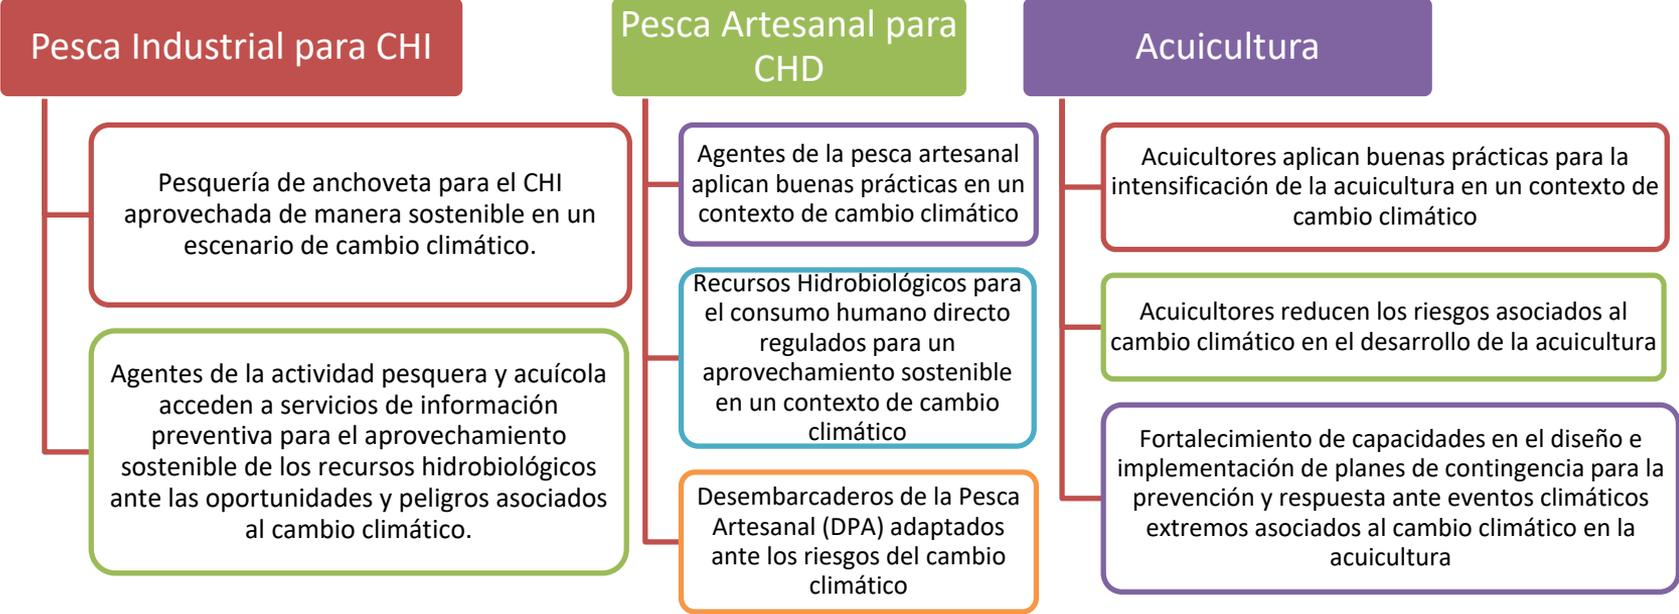 Pesca Industrial para CHI
Pesquería de anchoveta para el CHI
aprovechada de manera sostenible en un
escenario de cambio climático.
Agentes de la actividad pesquera y acuícola
acceden a servicios de información
preventiva para el aprovechamiento
sostenible de los recursos hidrobiológicos
ante las oportunidades y peligros asociados
al cambio climático.
Pesca Artesanal para
CHD
Agentes de la pesca artesanal
aplican buenas prácticas en un
contexto de cambio climático
Recursos Hidrobiológicos para
el consumo humano directo
regulados para un
aprovechamiento sostenible
en un contexto de cambio
climático
Desembarcaderos de la Pesca
Artesanal (DPA) adaptados
ante los riesgos del cambio
climático
Acuicultura
Acuicultores aplican buenas prácticas para la
intensificación de la acuicultura en un contexto de
cambio climático
Acuicultores reducen los riesgos asociados al
cambio climático en el desarrollo de la acuicultura
Fortalecimiento de capacidades en el diseño e
implementación de planes de contingencia para la
prevención y respuesta ante eventos climáticos
extremos asociados al cambio climático en la
acuicultura